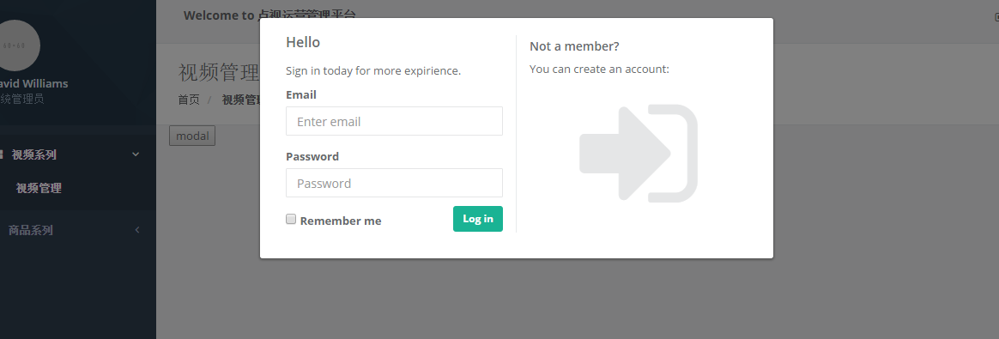 Welcome to 点视运营管理平台
avid Williams
统管理员
视频系列
视频管理
商品系列
视频管理
首页 / 视频管理
modal
Hello
Sign in today for more expirience.
Email
Enter email
Password
Password
Remember me
Log in
Not a member?
You can create an account: